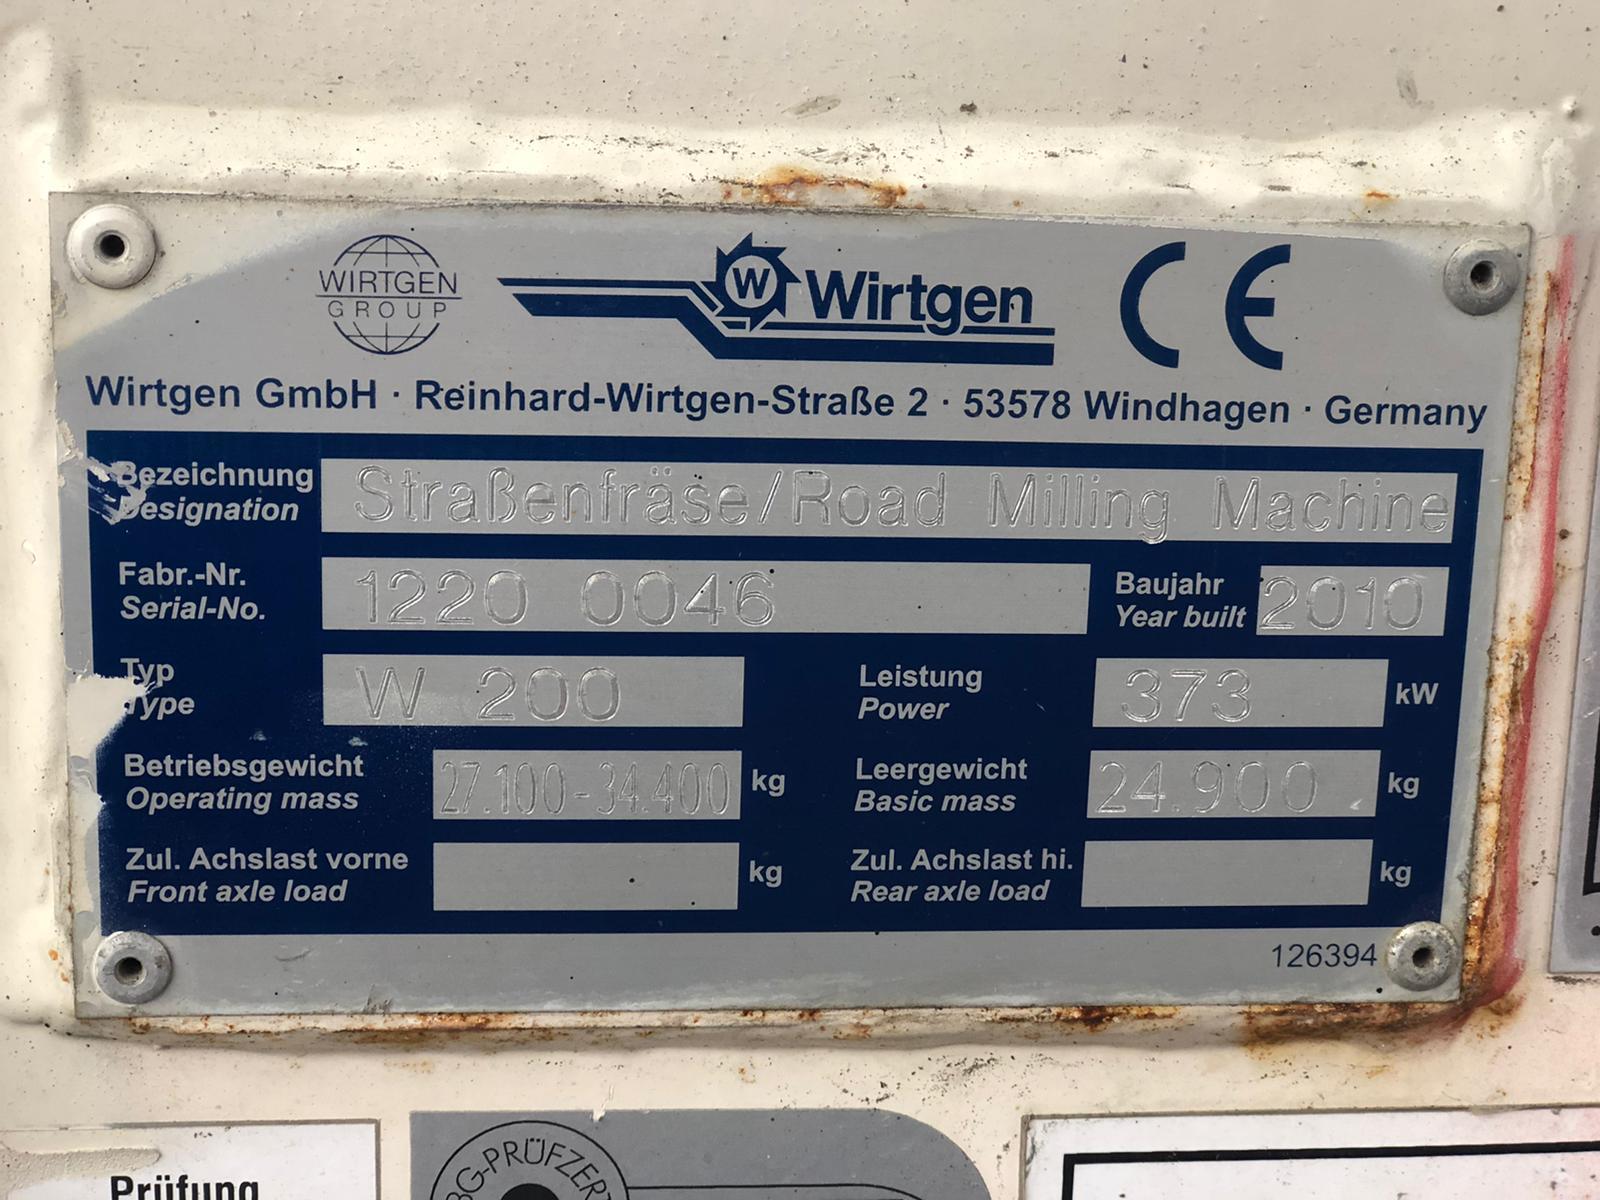 WIRTGEN
GROUP
W Wirtgen CE
Wirtgen GmbH · Reinhard-Wirtgen-Straße 2 · 53578 Windhagen · Germany
Bezeichnung
Designation
Straßenfräse/Road Milling Machine
Fabr.-Nr.
Serial-No.
1220 0046
Baujahr
Year built
2010
Typ
Type
W 200
Leistung
Power
373 kW
Betriebsgewicht
Operating mass
27.100-34.400 kg
Leergewicht
Basic mass
24.900 kg
Zul. Achslast vorne
Front axle load
kg
Zul. Achslast hi.
Rear axle load
kg
126394
Prüfung